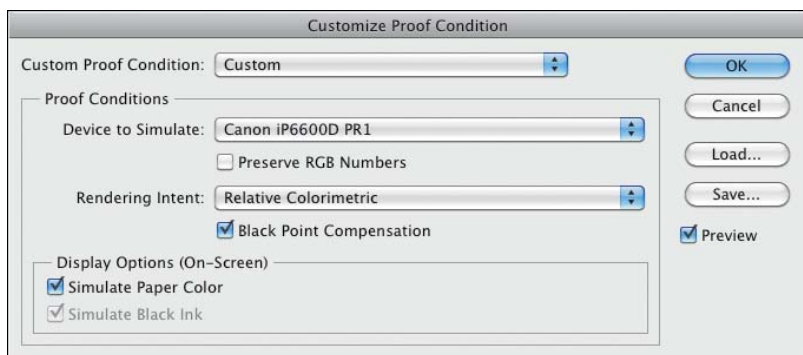 Customize Proof Condition
Custom Proof Condition: Custom
OK
Proof Conditions
Cancel
Device to Simulate: Canon iP6600D PR1
Preserve RGB Numbers
Load...
Rendering Intent: Relative Colorimetric
Save...
Black Point Compensation
Preview
Display Options (On-Screen)
Simulate Paper Color
Simulate Black Ink